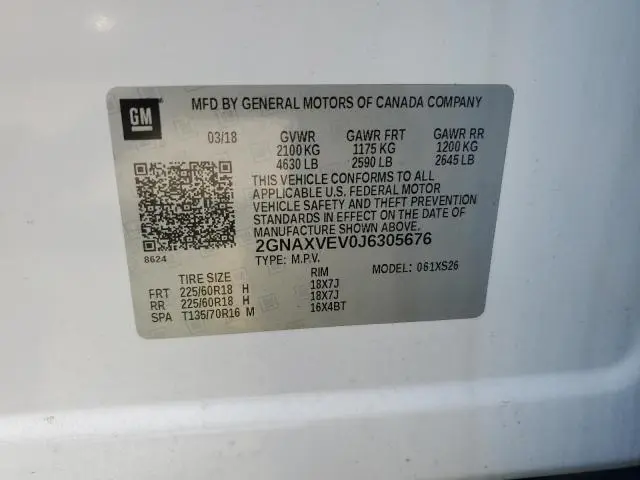 GM
MFD BY GENERAL MOTORS OF CANADA COMPANY
03/18 GVWR GAWR FRT GAWR RR
2100 KG 1175 KG 1200 KG
4630 LB 2590 LB 2645 LB
THIS VEHICLE CONFORMS TO ALL
APPLICABLE U.S. FEDERAL MOTOR
VEHICLE SAFETY AND THEFT PREVENTION
STANDARDS IN EFFECT ON THE DATE OF
MANUFACTURE SHOWN ABOVE.
2GNAXVEV0J6305676
8624 TYPE: M.P.V. MODEL: 061XS26
TIRE SIZE RIM
FRT 225/60R18 H 18X7J
RR 225/60R18 H 18X7J
SPA T135/70R16 M 16X4BT